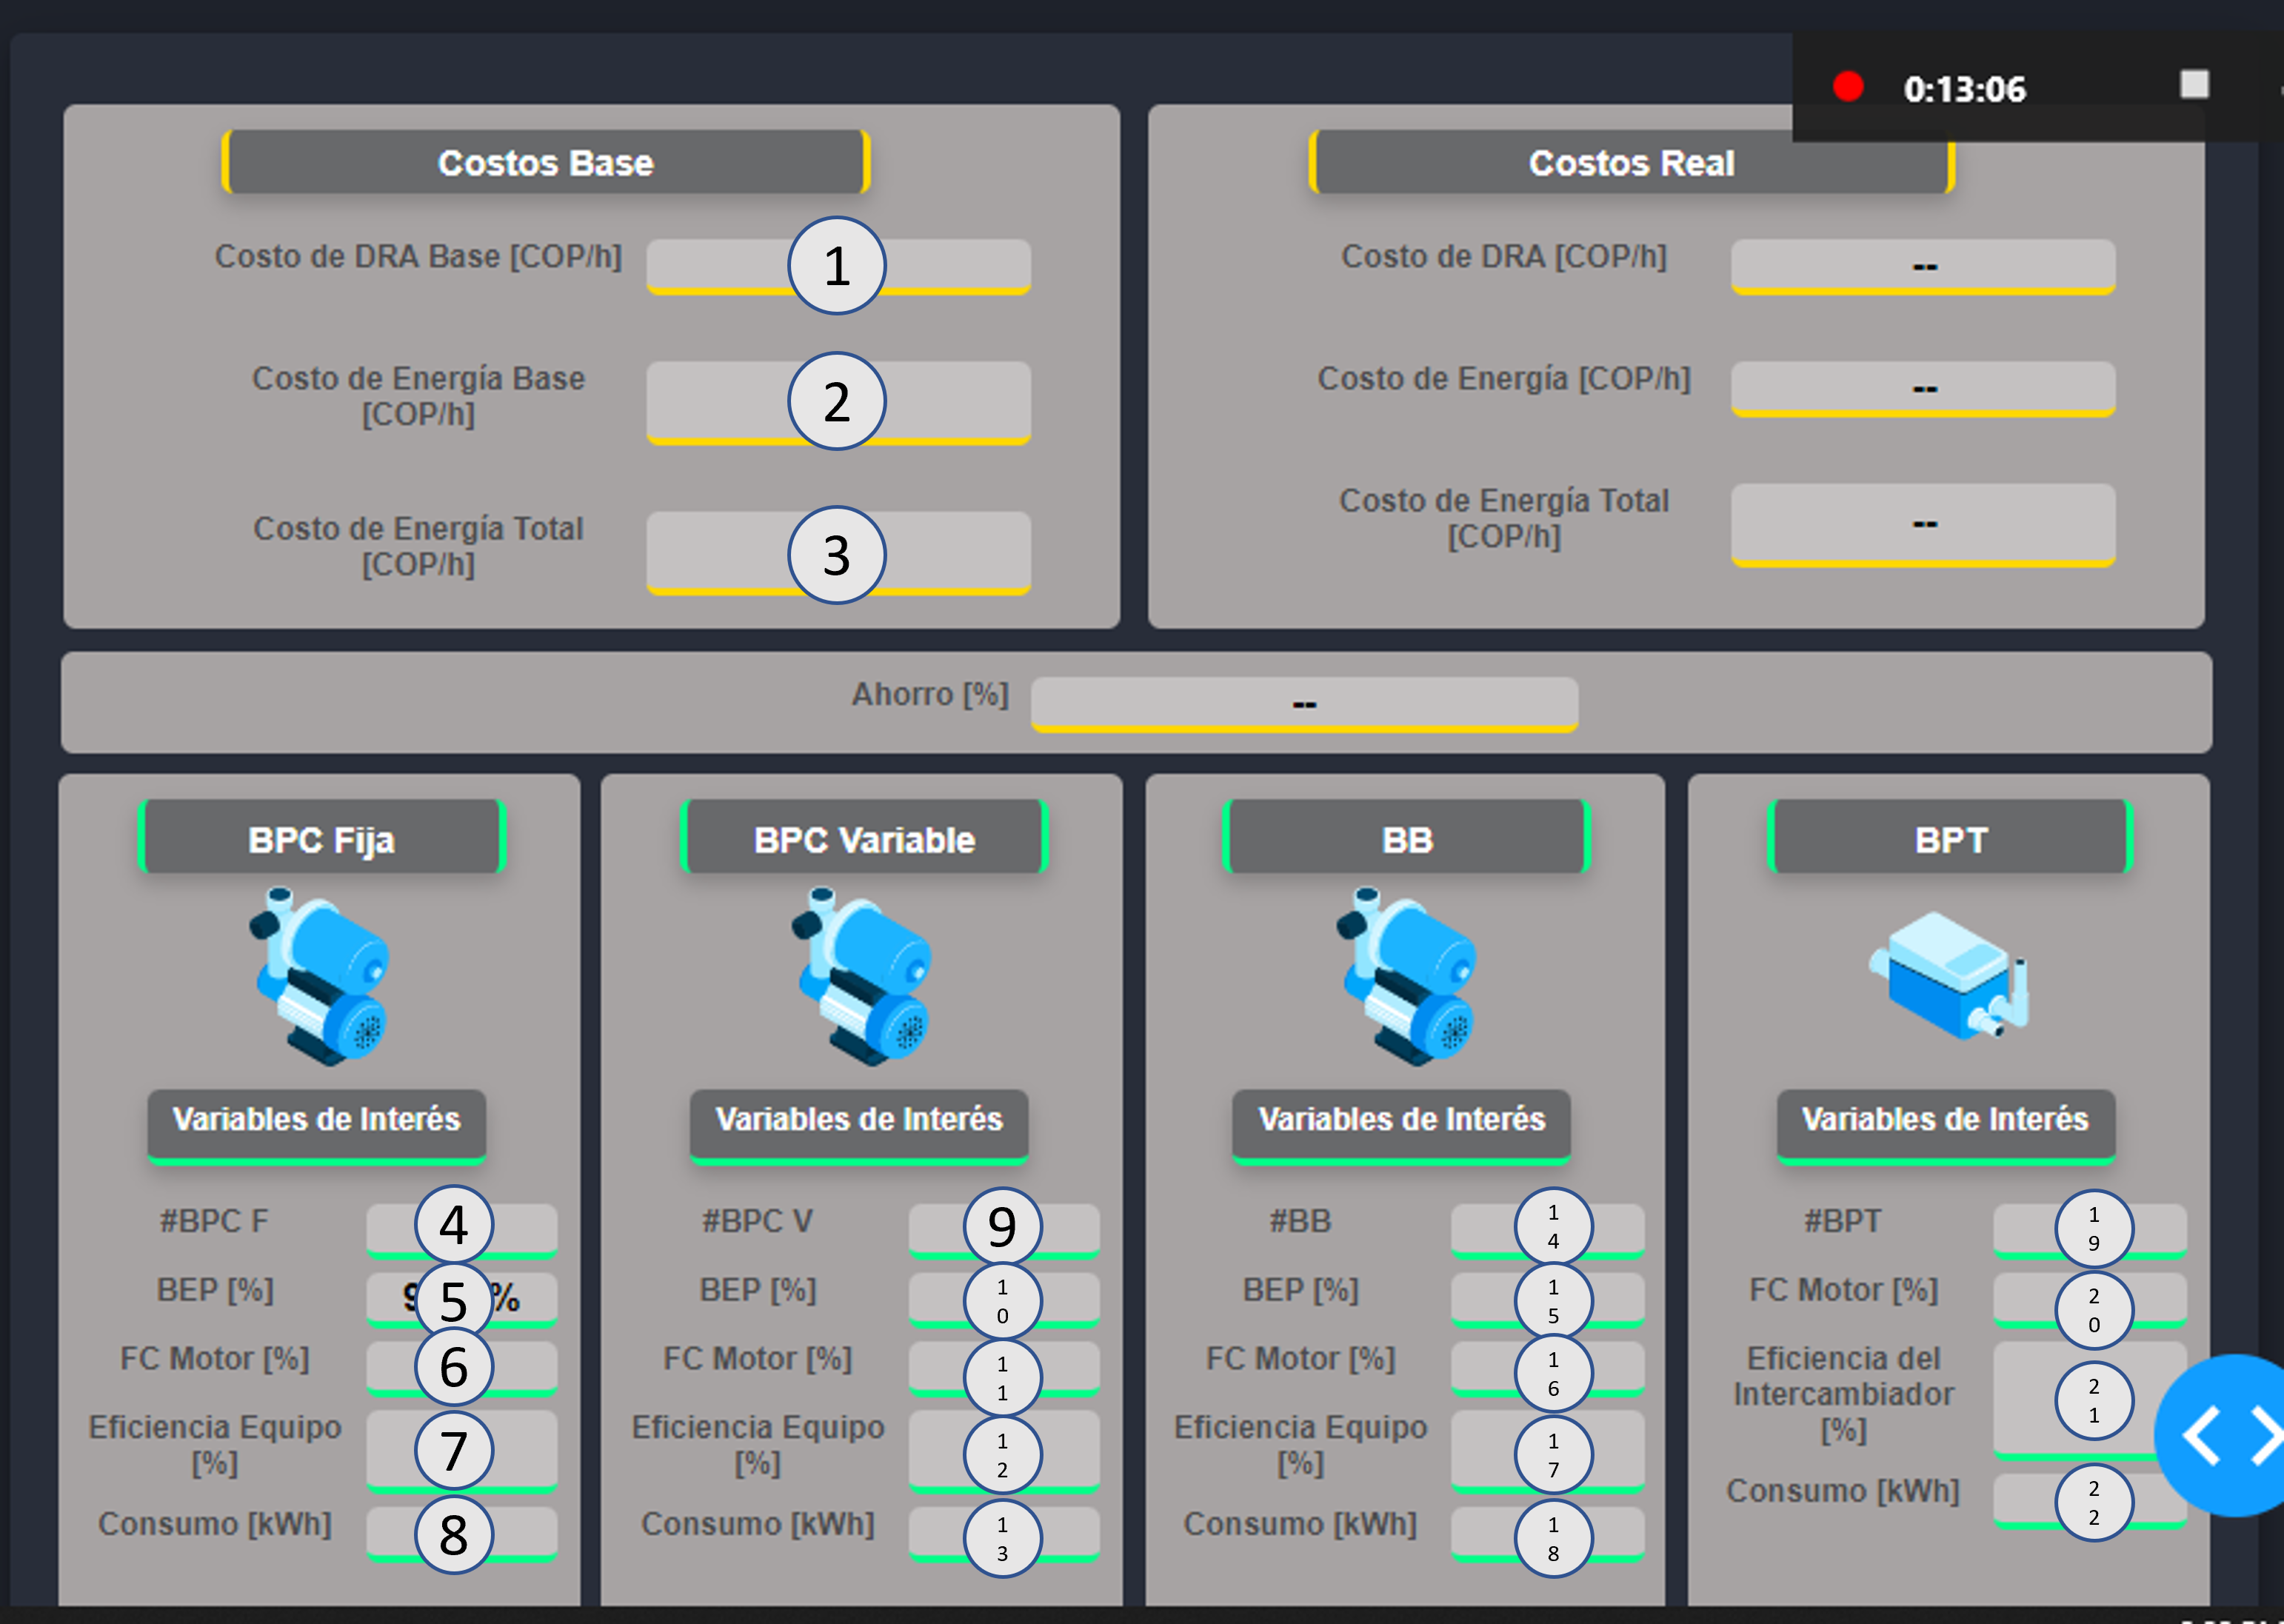 0:13:06
Costos Base
Costo de DRA Base [COP/h]
1
Costo de Energía Base
[COP/h]
2
Costo de Energía Total
[COP/h]
3
Costos Real
Costo de DRA [COP/h]
--
Costo de Energía [COP/h]
--
Costo de Energía Total
[COP/h]
--
Ahorro [%]
--
BPC Fija
Variables de Interés
#BPC F
4
BEP [%]
5 %
FC Motor [%]
6
Eficiencia Equipo
[%]
7
Consumo [kWh]
8
BPC Variable
Variables de Interés
#BPC V
9
BEP [%]
10
FC Motor [%]
11
Eficiencia Equipo
[%]
12
Consumo [kWh]
13
BB
Variables de Interés
#BB
14
BEP [%]
15
FC Motor [%]
16
Eficiencia Equipo
[%]
17
Consumo [kWh]
18
BPT
Variables de Interés
#BPT
19
FC Motor [%]
20
Eficiencia del
Intercambiador
[%]
21
Consumo [kWh]
22